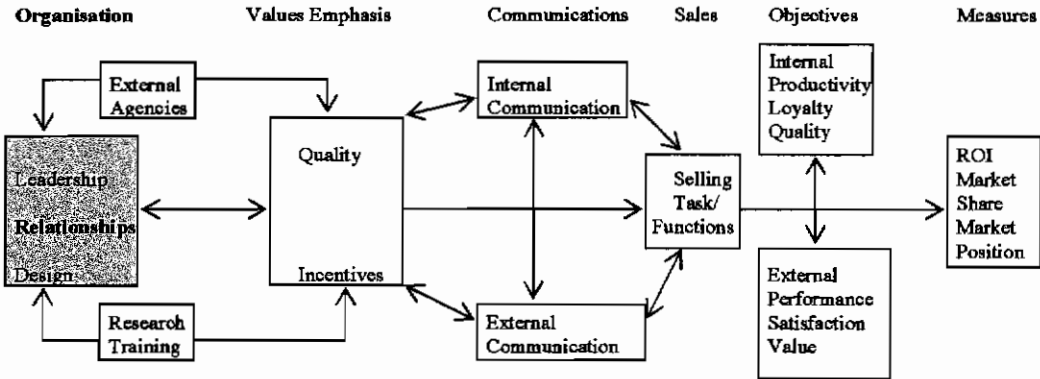 Organisation
Values Emphasis
Communications
Sales
Objectives
Measures
External
Agencies
Leadership
Relationships
Design
Research
Training
Quality
Incentives
Internal
Communication
External
Communication
Selling
Task/
Functions
Internal
Productivity
Loyalty
Quality
External
Performance
Satisfaction
Value
ROI
Market
Share
Market
Position